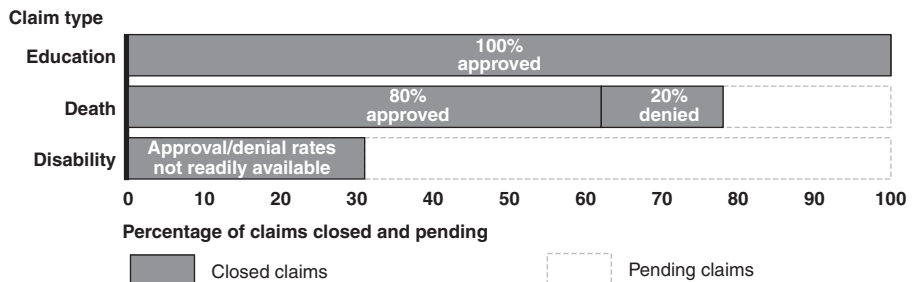 Claim type
Education
100%
approved
Death
80%
approved
20%
denied
Disability
Approval/denial rates
not readily available
0 10 20 30 40 50 60 70 80 90 100
Percentage of claims closed and pending
Closed claims
Pending claims